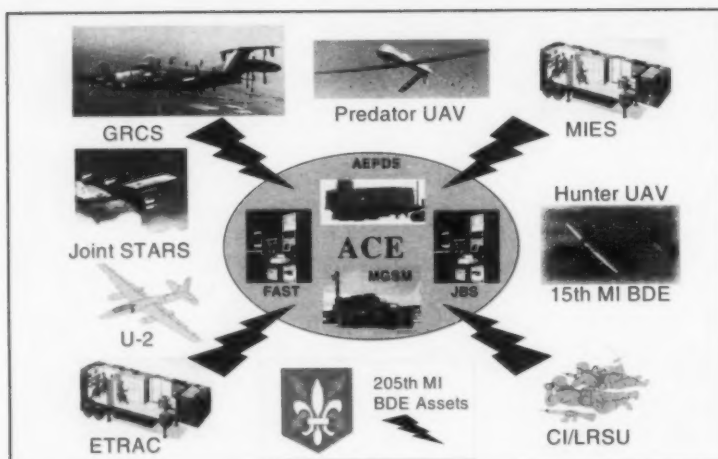 GRCS
Predator UAV
MIES
AEPDS
Joint STARS
Hunter UAV
ACE
FAST
MGSM
JBS
15th MI BDE
U-2
ETRAC
205th MI
BDE Assets
CI/LRSU